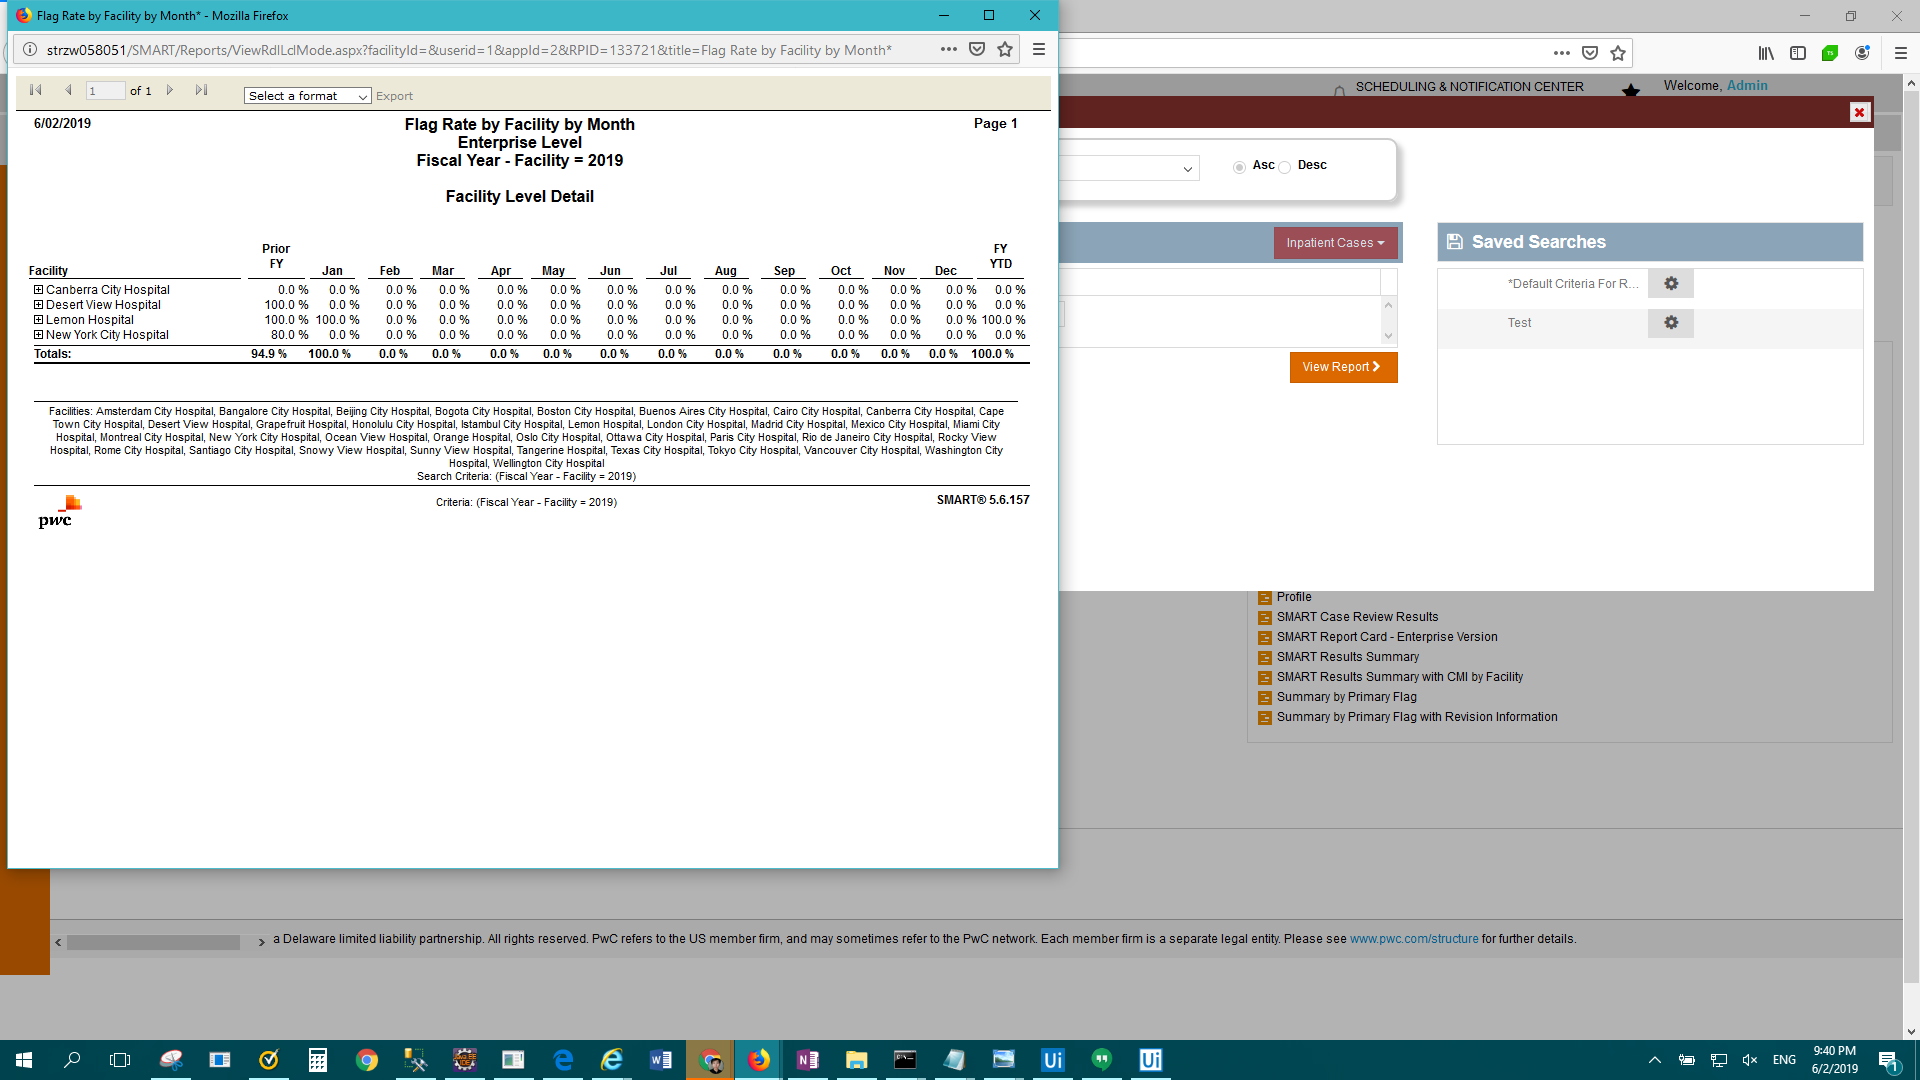 Flag Rate by Facility by Month* - Mozilla Firefox
strzw058051/SMART/Reports/ViewRdlLclMode.aspx?facilityId=&userid=1&appId=2&RPID=133721&title=Flag Rate by Facility by Month*
1 of 1 Select a format Export
6/02/2019 Flag Rate by Facility by Month Page 1
Enterprise Level
Fiscal Year - Facility = 2019
Facility Level Detail
Prior FY
FY YTD
Facility Jan Feb Mar Apr May Jun Jul Aug Sep Oct Nov Dec
Canberra City Hospital 0.0 % 0.0 % 0.0 % 0.0 % 0.0 % 0.0 % 0.0 % 0.0 % 0.0 % 0.0 % 0.0 % 0.0 % 0.0 % 0.0 %
Desert View Hospital 100.0 % 0.0 % 0.0 % 0.0 % 0.0 % 0.0 % 0.0 % 0.0 % 0.0 % 0.0 % 0.0 % 0.0 % 0.0 % 0.0 %
Lemon Hospital 100.0 % 100.0 % 0.0 % 0.0 % 0.0 % 0.0 % 0.0 % 0.0 % 0.0 % 0.0 % 0.0 % 0.0 % 0.0 % 100.0 %
New York City Hospital 80.0 % 0.0 % 0.0 % 0.0 % 0.0 % 0.0 % 0.0 % 0.0 % 0.0 % 0.0 % 0.0 % 0.0 % 0.0 % 0.0 %
Totals: 94.9 % 100.0 % 0.0 % 0.0 % 0.0 % 0.0 % 0.0 % 0.0 % 0.0 % 0.0 % 0.0 % 0.0 % 0.0 % 100.0 %
Facilities: Amsterdam City Hospital, Bangalore City Hospital, Beijing City Hospital, Bogota City Hospital, Boston City Hospital, Buenos Aires City Hospital, Cairo City Hospital, Canberra City Hospital, Cape
Town City Hospital, Desert View Hospital, Grapefruit Hospital, Honolulu City Hospital, Istambul City Hospital, Lemon Hospital, London City Hospital, Madrid City Hospital, Mexico City Hospital, Miami City
Hospital, Montreal City Hospital, New York City Hospital, Ocean View Hospital, Orange Hospital, Oslo City Hospital, Ottawa City Hospital, Paris City Hospital, Rio de Janeiro City Hospital, Rocky View
Hospital, Rome City Hospital, Santiago City Hospital, Snowy View Hospital, Sunny View Hospital, Tangerine Hospital, Texas City Hospital, Tokyo City Hospital, Vancouver City Hospital, Washington City
Hospital, Wellington City Hospital
Search Criteria: (Fiscal Year - Facility = 2019)
pwc
Criteria: (Fiscal Year - Facility = 2019)
SMART® 5.6.157
SCHEDULING & NOTIFICATION CENTER
Welcome, Admin
Asc Desc
Inpatient Cases
Saved Searches
*Default Criteria For R...
Test
View Report
Profile
SMART Case Review Results
SMART Report Card - Enterprise Version
SMART Results Summary
SMART Results Summary with CMI by Facility
Summary by Primary Flag
Summary by Primary Flag with Revision Information
a Delaware limited liability partnership. All rights reserved. PwC refers to the US member firm, and may sometimes refer to the PwC network. Each member firm is a separate legal entity. Please see www.pwc.com/structure for further details.
ENG
9:40 PM
6/2/2019
1